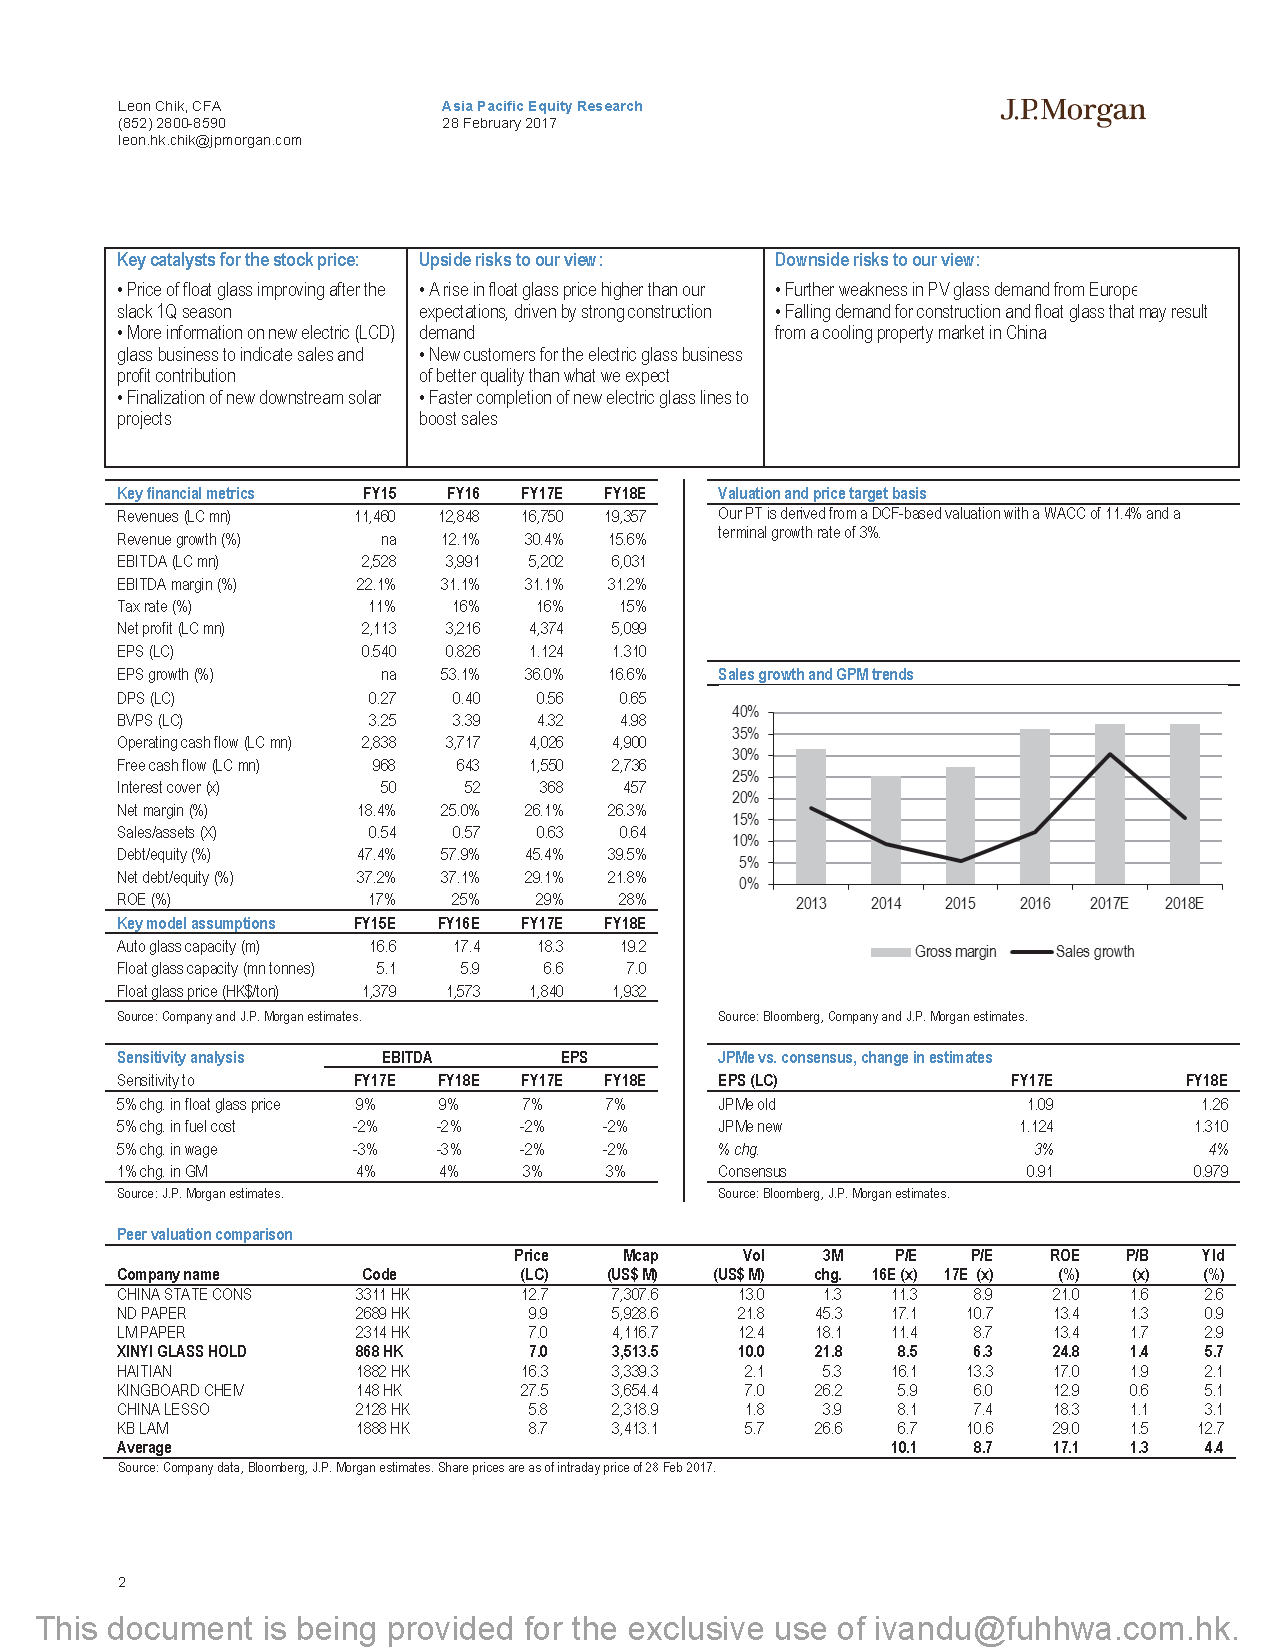 Leon Chik, CFA
(852) 2800-8590
leon.hk.chik@jpmorgan.com
Asia Pacific Equity Research
28 February 2017
J.P.Morgan
Key catalysts for the stock price:
• Price of float glass improving after the
slack 1Q season
• More information on new electric (LCD)
glass business to indicate sales and
profit contribution
• Finalization of new downstream solar
projects
Upside risks to our view:
• A rise in float glass price higher than our
expectations, driven by strong construction
demand
• New customers for the electric glass business
of better quality than what we expect
• Faster completion of new electric glass lines to
boost sales
Downside risks to our view:
• Further weakness in PV glass demand from Europe
• Falling demand for construction and float glass that may result
from a cooling property market in China
Key financial metrics FY15 FY16 FY17E FY18E
Revenues (LC mn) 11,460 12,848 16,750 19,357
Revenue growth (%) na 12.1% 30.4% 15.6%
EBITDA (LC mn) 2,528 3,991 5,202 6,031
EBITDA margin (%) 22.1% 31.1% 31.1% 31.2%
Tax rate (%) 11% 16% 16% 15%
Net profit (LC mn) 2,113 3,216 4,374 5,099
EPS (LC) 0.540 0.826 1.124 1.310
EPS growth (%) na 53.1% 36.0% 16.6%
DPS (LC) 0.27 0.40 0.56 0.65
BVPS (LC) 3.25 3.39 4.32 4.98
Operating cash flow (LC mn) 2,838 3,717 4,026 4,900
Free cash flow (LC mn) 968 643 1,550 2,736
Interest cover (x) 50 52 368 457
Net margin (%) 18.4% 25.0% 26.1% 26.3%
Sales/assets (X) 0.54 0.57 0.63 0.64
Debt/equity (%) 47.4% 57.9% 45.4% 39.5%
Net debt/equity (%) 37.2% 37.1% 29.1% 21.8%
ROE (%) 17% 25% 29% 28%
Key model assumptions FY15E FY16E FY17E FY18E
Auto glass capacity (m) 16.6 17.4 18.3 19.2
Float glass capacity (mn tonnes) 5.1 5.9 6.6 7.0
Float glass price (HK$/ton) 1,379 1,573 1,840 1,932
Source: Company and J.P. Morgan estimates.
Valuation and price target basis
Our PT is derived from a DCF-based valuation with a WACC of 11.4% and a
terminal growth rate of 3%.
Sales growth and GPM trends
40%
35%
30%
25%
20%
15%
10%
5%
0%
2013 2014 2015 2016 2017E 2018E
Gross margin Sales growth
Source: Bloomberg, Company and J.P. Morgan estimates.
Sensitivity analysis EBITDA EPS
Sensitivity to FY17E FY18E FY17E FY18E
5% chg. in float glass price 9% 9% 7% 7%
5% chg. in fuel cost -2% -2% -2% -2%
5% chg. in wage -3% -3% -2% -2%
1% chg. in GM 4% 4% 3% 3%
Source: J.P. Morgan estimates.
JPMe vs. consensus, change in estimates
EPS (LC) FY17E FY18E
JPMe old 1.09 1.26
JPMe new 1.124 1.310
% chg. 3% 4%
Consensus 0.91 0.979
Source: Bloomberg, J.P. Morgan estimates.
Peer valuation comparison
Price Mcap Vol 3M P/E P/E ROE P/B Yld
Company name Code (LC) (US$ M) (US$ M) chg. 16E (x) 17E (x) (%) (x) (%)
CHINA STATE CONS 3311 HK 12.7 7,307.6 13.0 1.3 11.3 8.9 21.0 1.6 2.6
ND PAPER 2689 HK 9.9 5,928.6 21.8 45.3 17.1 10.7 13.4 1.3 0.9
LM PAPER 2314 HK 7.0 4,116.7 12.4 18.1 11.4 8.7 13.4 1.7 2.9
XINYI GLASS HOLD 868 HK 7.0 3,513.5 10.0 21.8 8.5 6.3 24.8 1.4 5.7
HAITIAN 1882 HK 16.3 3,339.3 2.1 5.3 16.1 13.3 17.0 1.9 2.1
KINGBOARD CHEM 148 HK 27.5 3,654.4 7.0 26.2 5.9 6.0 12.9 0.6 5.1
CHINA LESSO 2128 HK 5.8 2,318.9 1.8 3.9 8.1 7.4 18.3 1.1 3.1
KB LAM 1888 HK 8.7 3,413.1 5.7 26.6 6.7 10.6 29.0 1.5 12.7
Average 10.1 8.7 17.1 1.3 4.4
Source: Company data, Bloomberg, J.P. Morgan estimates. Share prices are as of intraday price of 28 Feb 2017.
2
This document is being provided for the exclusive use of ivandu@fuhhwa.com.hk.